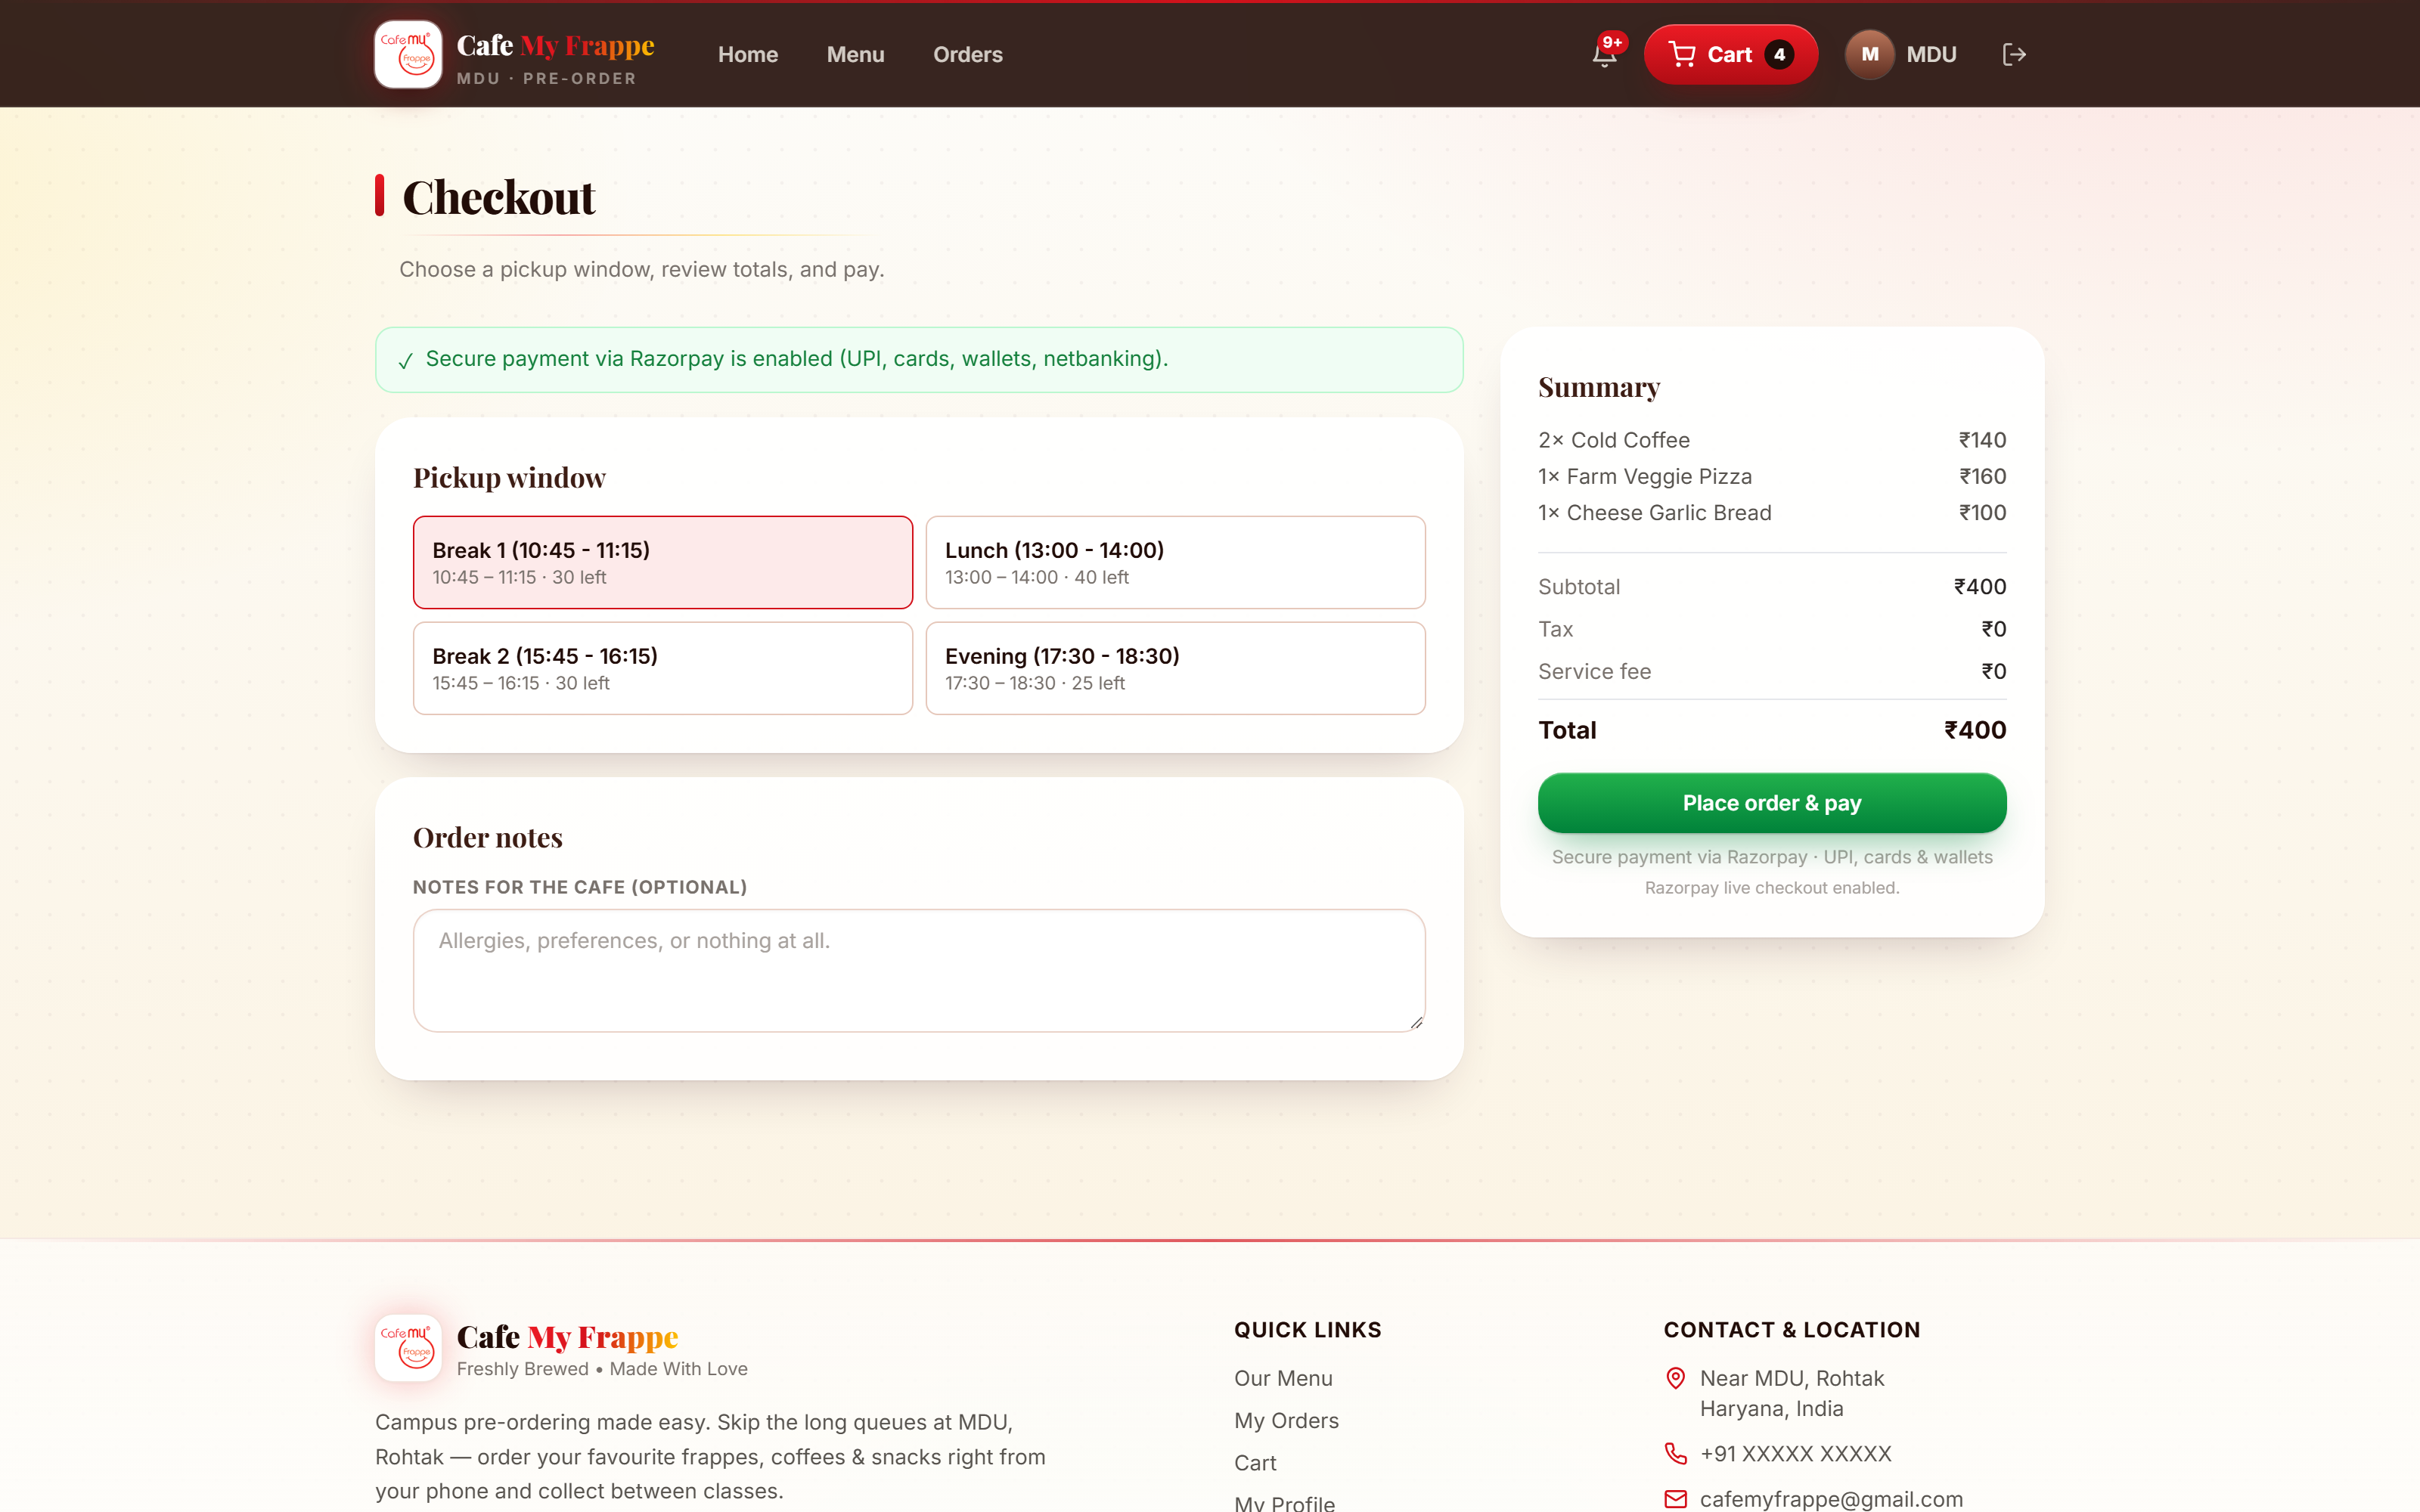 Cafe my®
Frappe
Cafe My Frappe
MDU · PRE-ORDER
Home
Menu
Orders
9+
Cart 4
M
MDU
Checkout
Choose a pickup window, review totals, and pay.
✓ Secure payment via Razorpay is enabled (UPI, cards, wallets, netbanking).
Pickup window
Break 1 (10:45 - 11:15)
10:45 – 11:15 · 30 left
Lunch (13:00 - 14:00)
13:00 – 14:00 · 40 left
Break 2 (15:45 - 16:15)
15:45 – 16:15 · 30 left
Evening (17:30 - 18:30)
17:30 – 18:30 · 25 left
Order notes
NOTES FOR THE CAFE (OPTIONAL)
Allergies, preferences, or nothing at all.
Summary
2× Cold Coffee ₹140
1× Farm Veggie Pizza ₹160
1× Cheese Garlic Bread ₹100
Subtotal ₹400
Tax ₹0
Service fee ₹0
Total ₹400
Place order & pay
Secure payment via Razorpay · UPI, cards & wallets
Razorpay live checkout enabled.
Cafe my®
Frappe
Cafe My Frappe
Freshly Brewed • Made With Love
Campus pre-ordering made easy. Skip the long queues at MDU,
Rohtak — order your favourite frappes, coffees & snacks right from
your phone and collect between classes.
QUICK LINKS
Our Menu
My Orders
Cart
My Profile
CONTACT & LOCATION
Near MDU, Rohtak
Haryana, India
+91 XXXXX XXXXX
cafemyfrappe@gmail.com